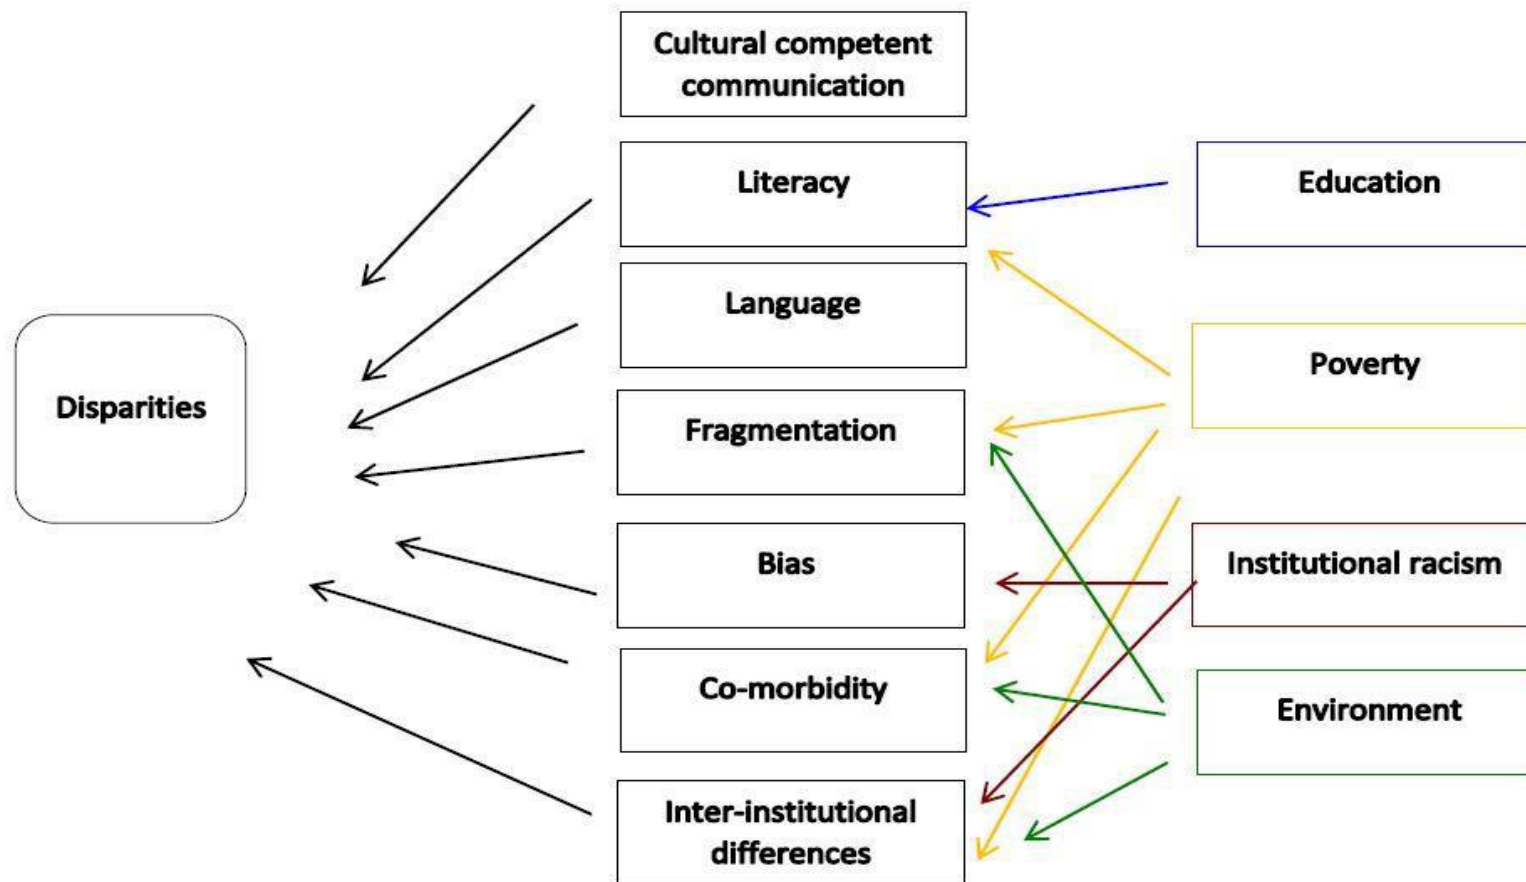 Cultural competent
communication
Literacy
Education
Language
Poverty
Disparities
Fragmentation
Bias
Institutional racism
Co-morbidity
Environment
Inter-institutional
differences